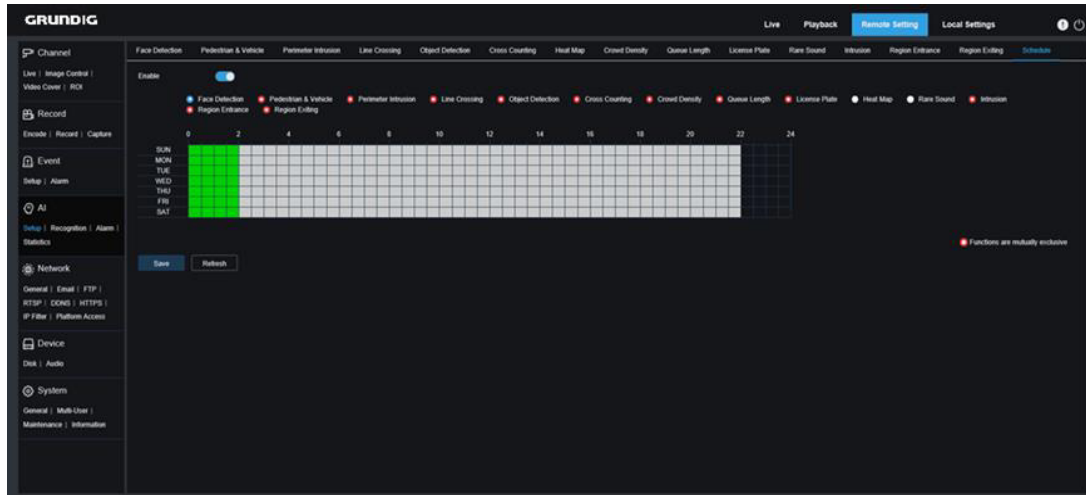 GRUNDIG
Live Playback Remote Setting Local Settings
Channel
Live | Image Control |
Video Cover | ROI
Record
Encode | Record | Capture
Event
Setup | Alarm
AI
Setup | Recognition | Alarm |
Statistics
Network
General | Email | FTP |
RTSP | DDNS | HTTPS |
IP Filter | Platform Access
Device
Disk | Audio
System
General | Multi-User |
Maintenance | Information
Face Detection Pedestrian & Vehicle Perimeter Intrusion Line Crossing Object Detection Cross Counting Heat Map Crowd Density Queue Length License Plate Rare Sound Intrusion Region Entrance Region Exiting Schedule
Enable
Face Detection Pedestrian & Vehicle Perimeter Intrusion Line Crossing Object Detection Cross Counting Crowd Density Queue Length License Plate Heat Map Rare Sound Intrusion
Region Entrance Region Exiting
0 2 4 6 8 10 12 14 16 18 20 22 24
SUN
MON
TUE
WED
THU
FRI
SAT
Functions are mutually exclusive
Save Refresh